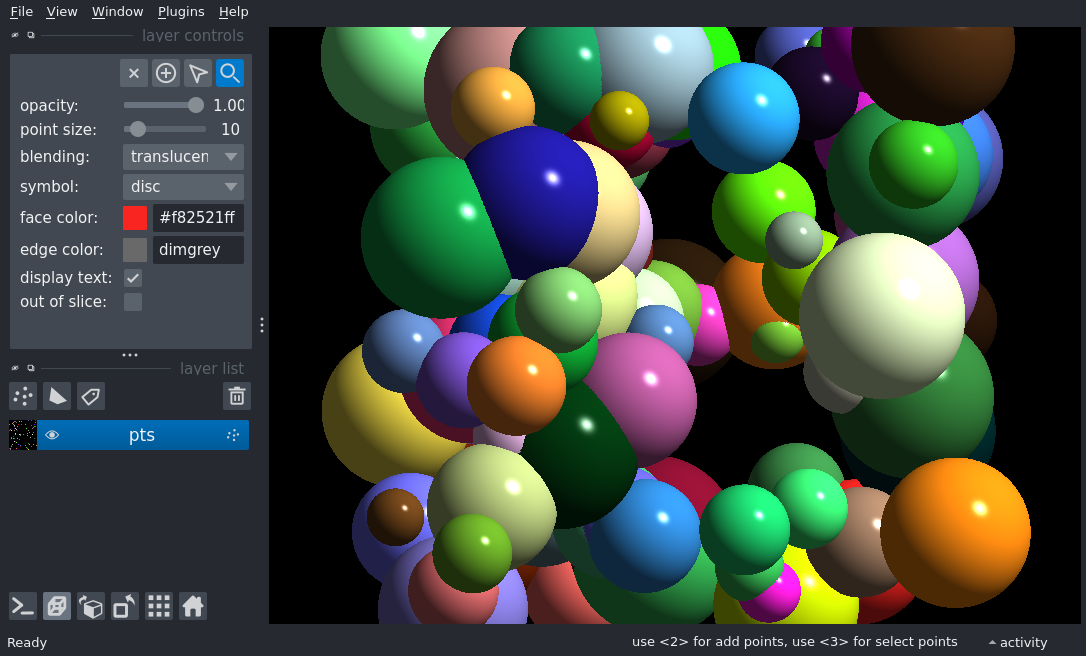 File View Window Plugins Help
layer controls
opacity: 1.00
point size: 10
blending: translucen
symbol: disc
face color: #f82521ff
edge color: dimgrey
display text:
out of slice:
layer list
pts
Ready use <2> for add points, use <3> for select points activity